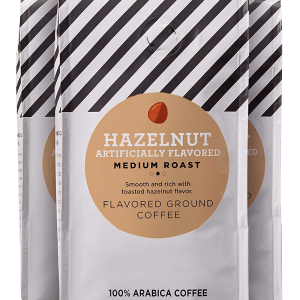 HAZELNUT
ARTIFICIALLY FLAVORED
MEDIUM ROAST
Smooth and rich with
toasted hazelnut flavor.
FLAVORED GROUND
COFFEE
100% ARABICA COFFEE